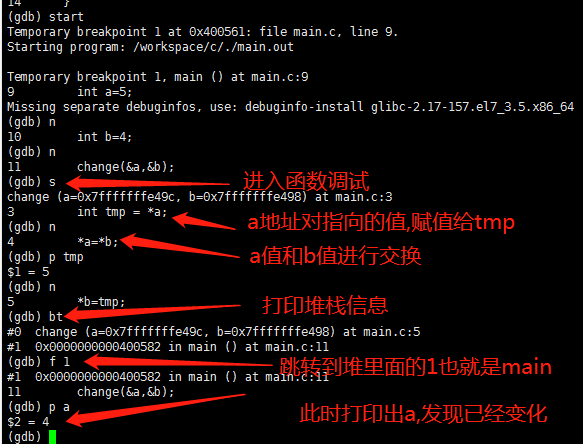 14      }
(gdb) start
Temporary breakpoint 1 at 0x400561: file main.c, line 9.
Starting program: /workspace/c/./main.out
Temporary breakpoint 1, main () at main.c:9
9           int a=5;
Missing separate debuginfos, use: debuginfo-install glibc-2.17-157.el7_3.5.x86_64
(gdb) n
10          int b=4;
(gdb) n
11          change(&a,&b);
(gdb) s 进入函数调试
change (a=0x7fffffffe49c, b=0x7fffffffe498) at main.c:3
3           int tmp = *a; a地址对指向的值,赋值给tmp
(gdb) n
4           *a=*b; a值和b值进行交换
(gdb) p tmp
$1 = 5
(gdb) n
5           *b=tmp; 打印堆栈信息
(gdb) bt
#0  change (a=0x7fffffffe49c, b=0x7fffffffe498) at main.c:5
#1  0x0000000000400582 in main () at main.c:11
(gdb) f 1 跳转到堆里面的1也就是main
#1  0x0000000000400582 in main () at main.c:11
11          change(&a,&b);
(gdb) p a 此时打印出a,发现已经变化
$2 = 4
(gdb)